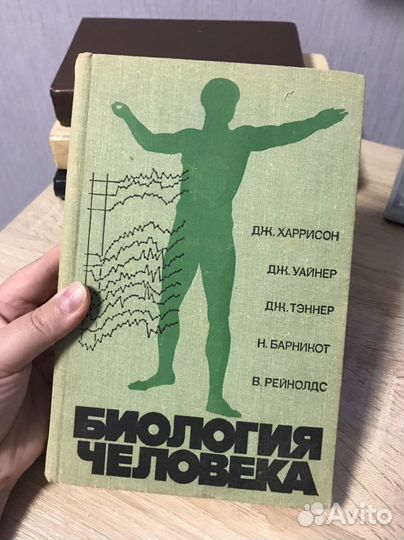 ДЖ. ХАРРИСОН
ДЖ. УАЙНЕР
ДЖ. ТЭННЕР
Н. БАРНИКОТ
В. РЕЙНОЛДС
БИОЛОГИЯ
ЧЕЛОВЕКА
Avito